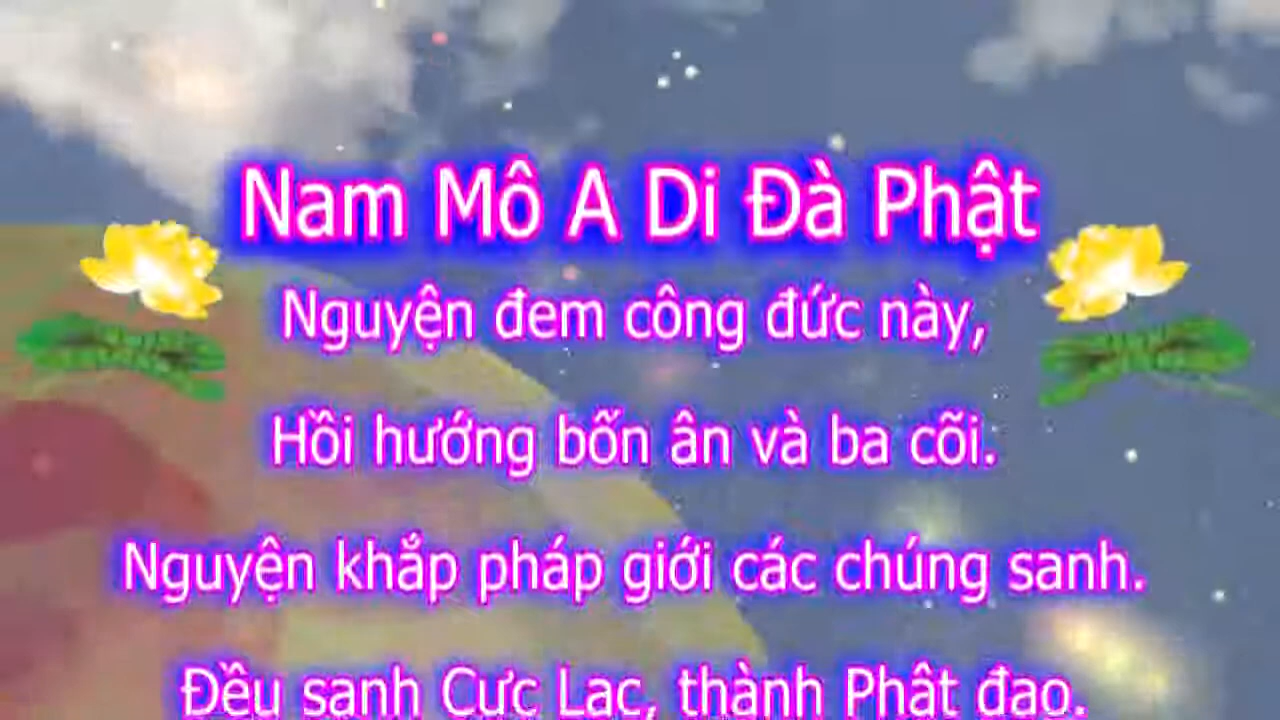 Nam Mô A Di Đà Phật
Nguyện đem công đức này,
Hồi hướng bốn ân và ba cõi.
Nguyện khắp pháp giới các chúng sanh.
Đều sanh Cực Lạc, thành Phật đạo.